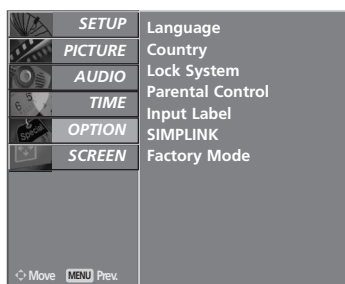 SETUP
PICTURE
AUDIO
TIME
OPTION
SCREEN
Language
Country
Lock System
Parental Control
Input Label
SIMPLINK
Factory Mode
Special
Move MENU Prev.